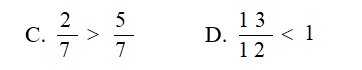 C. 2/7 > 5/7 D. 13/12 < 1